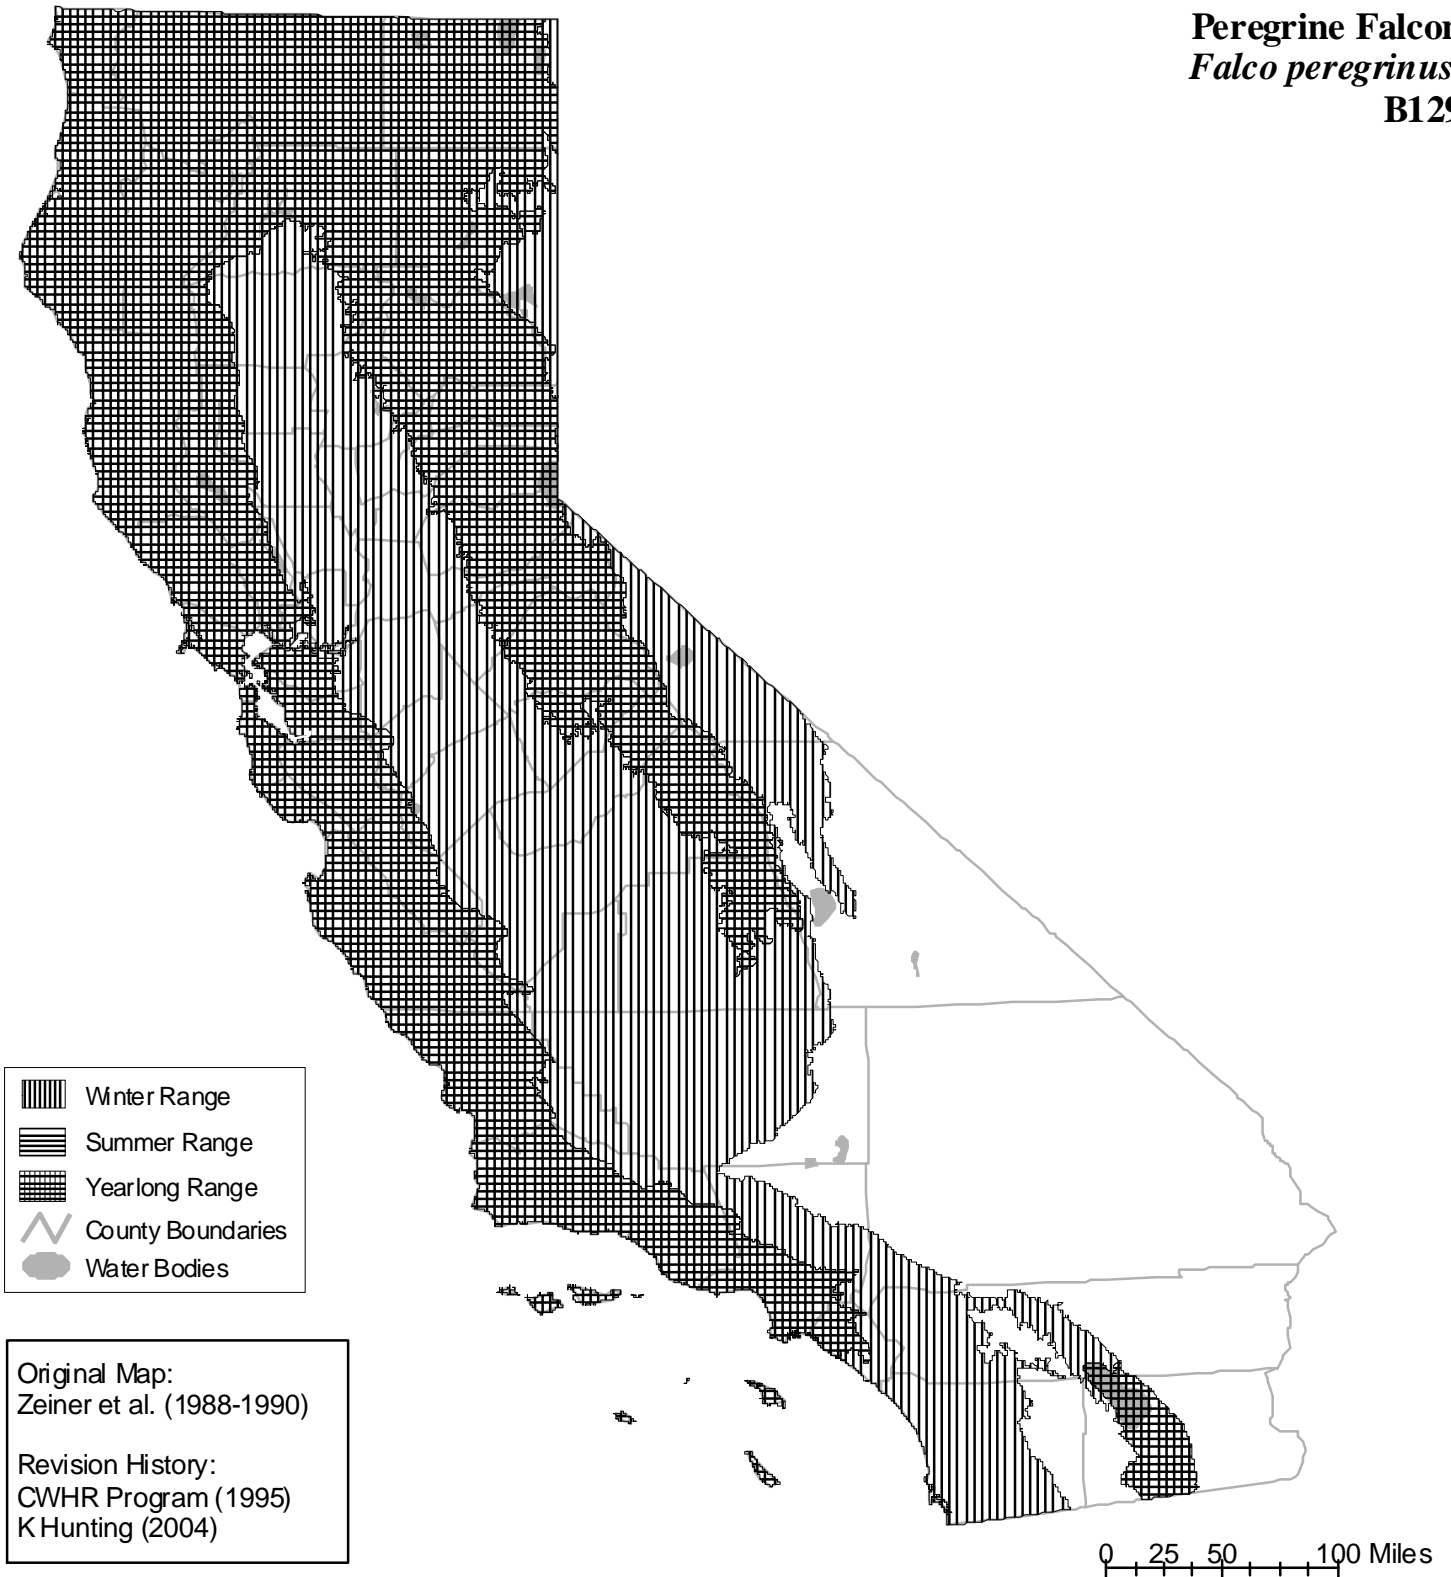 Peregrine Falcon
Falco peregrinus
B129
Winter Range
Summer Range
Yearlong Range
County Boundaries
Water Bodies
Original Map:
Zeiner et al. (1988-1990)
Revision History:
CWHR Program (1995)
K Hunting (2004)
0 25 50 100 Miles